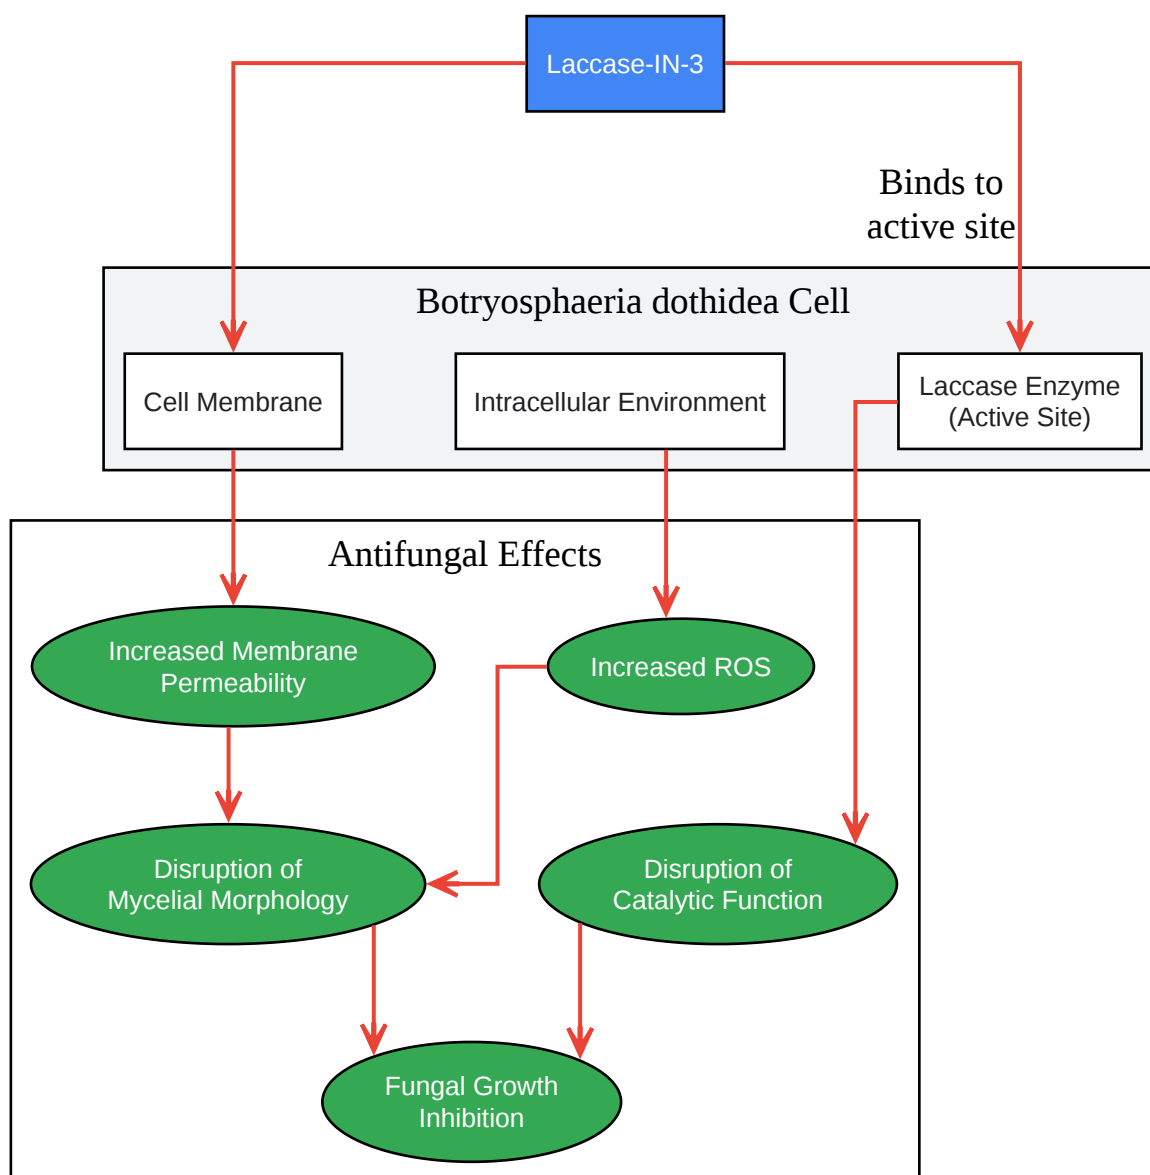 Laccase-IN-3
Binds to
active site
Botryosphaeria dothidea Cell
Cell Membrane
Intracellular Environment
Laccase Enzyme
(Active Site)
Antifungal Effects
Increased Membrane
Permeability
Increased ROS
Disruption of
Mycelial Morphology
Disruption of
Catalytic Function
Fungal Growth
Inhibition